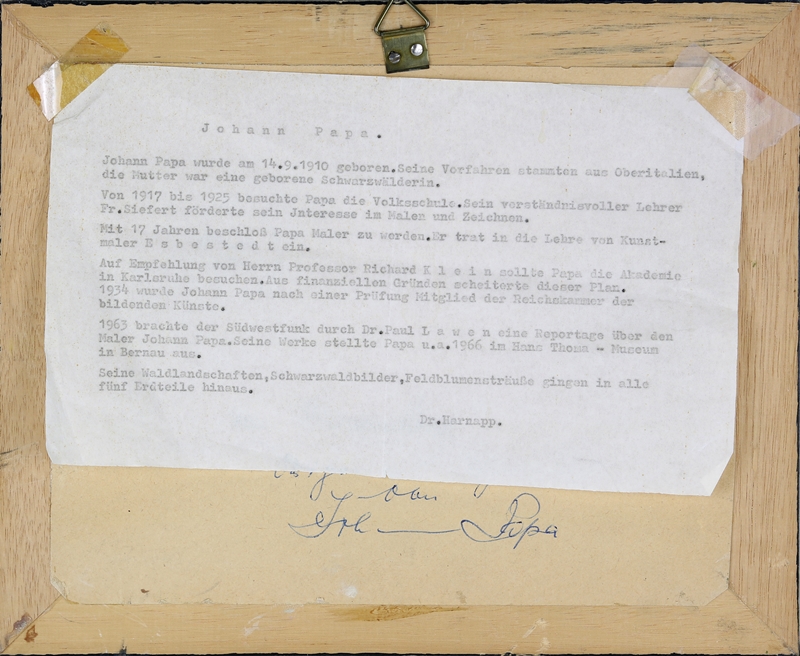 Johann Papa.
Johann Papa wurde am 14.9.1910 geboren.Seine Vorfahren stammten aus Oberitalien,
die Mutter war eine geborene Schwarzwälderin.
Von 1917 bis 1925 besuchte Papa die Volksschule.Sein verständnisvoller Lehrer
Fr.Siefert förderte sein Jnteresse im Malen und Zeichnen.
Mit 17 Jahren beschloß Papa Maler zu werden.Er trat in die Lehre von Kunst-
maler Esbestedt ein.
Auf Empfehlung von Herrn Professor Richard Klein sollte Papa die Akademie
in Karlsruhe besuchen.Aus finanziellen Gründen scheiterte dieser Plan.
1934 wurde Johann Papa nach einer Prüfung Mitglied der Reichskammer der
bildenden Künste.
1963 brachte der Südwestfunk durch Dr.Paul Lawen eine Reportage über den
Maler Johann Papa.Seine Werke stellte Papa u.a.1966 im Hans Thoma - Museum
in Bernau aus.
Seine Waldlandschaften,Schwarzwaldbilder,Feldblumensträuße gingen in alle
fünf Erdteile hinaus.
Dr.Harnapp.
von
Joh Papa